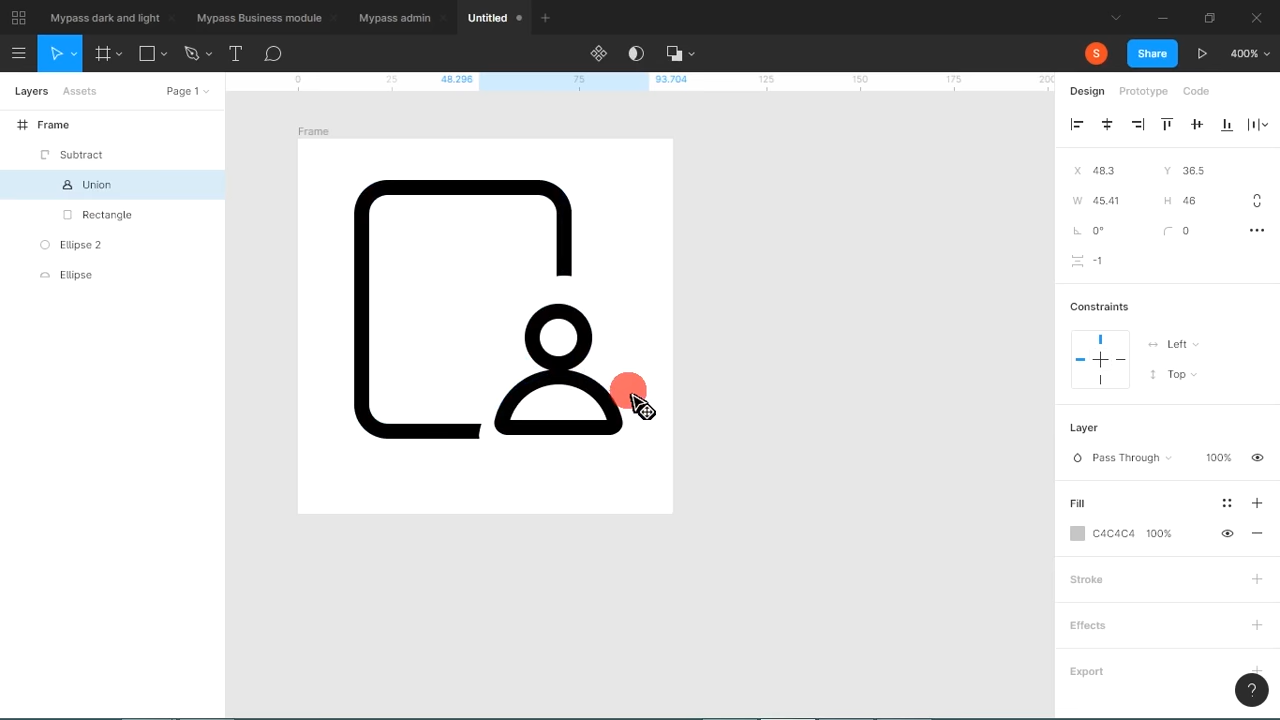 Mypass dark and light
Mypass Business module
Mypass admin
Untitled
S
Share
400%
Layers
Assets
Page 1
0
25
48.296
75
93.704
125
150
175
200
Design
Prototype
Code
Frame
Subtract
Union
Rectangle
Ellipse 2
Ellipse
Frame
X 48.3
Y 36.5
W 45.41
H 46
0°
0
-1
Constraints
Left
Top
Layer
Pass Through
100%
Fill
C4C4C4 100%
Stroke
Effects
Export
?